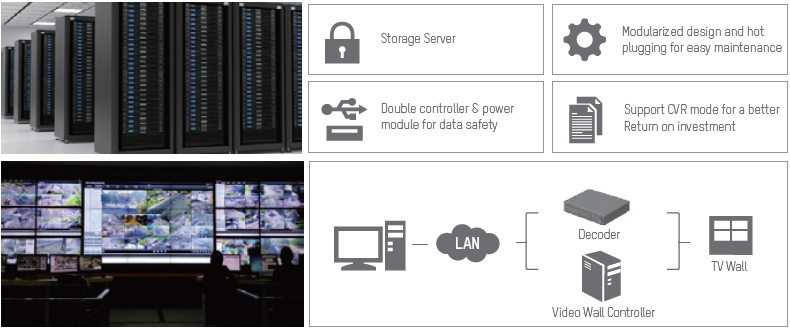 Storage Server
Modularized design and hot
plugging for easy maintenance
Double controller & power
module for data safety
Support CVR mode for a better
Return on investment
LAN
Decoder
Video Wall Controller
TV Wall